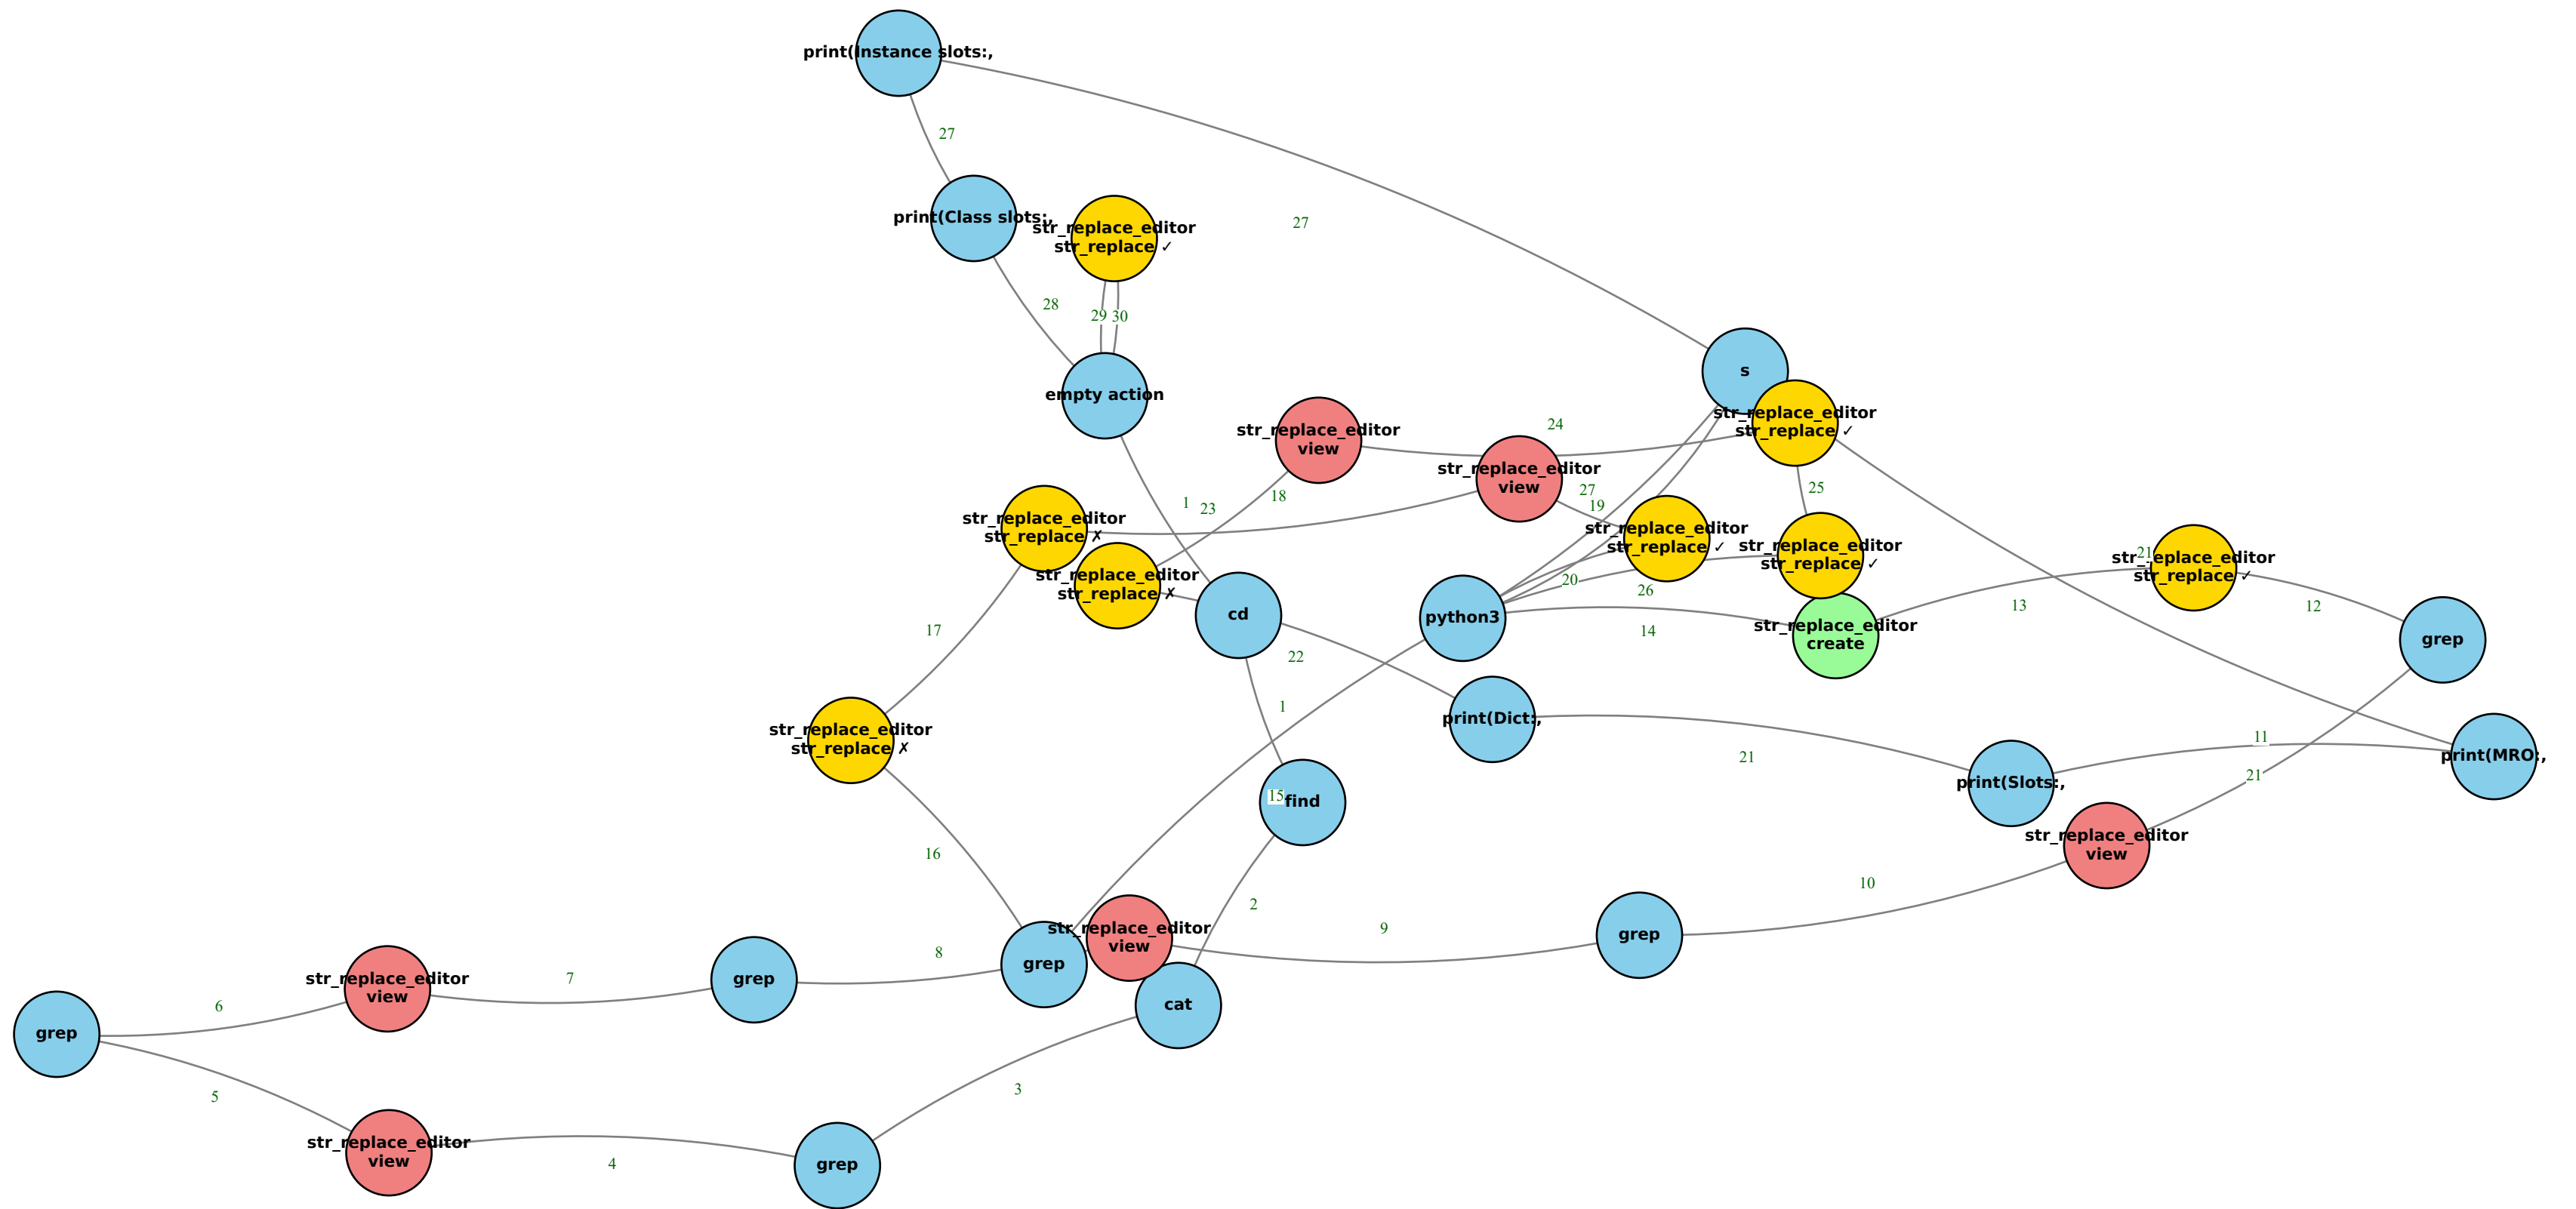 print(Instance slots:,
27
print(Class slots:,
str_replace_editor
str_replace ✓
27
28
29
30
empty action
s
str_replace_editor
str_replace ✓
24
str_replace_editor
view
str_replace_editor
view
27
19
25
18
1
23
str_replace_editor
str_replace ✗
str_replace_editor
str_replace ✓
str_replace_editor
str_replace ✓
21
str_replace_editor
str_replace ✓
str_replace_editor
str_replace ✗
20
26
cd
python3
14
str_replace_editor
create
13
12
grep
17
22
1
print(Dict:,
21
11
print(MRO:,
21
print(Slots:,
str_replace_editor
str_replace ✗
15
find
str_replace_editor
view
16
10
2
9
8
str_replace_editor
view
grep
grep
grep
7
str_replace_editor
view
6
cat
grep
5
3
str_replace_editor
view
4
grep